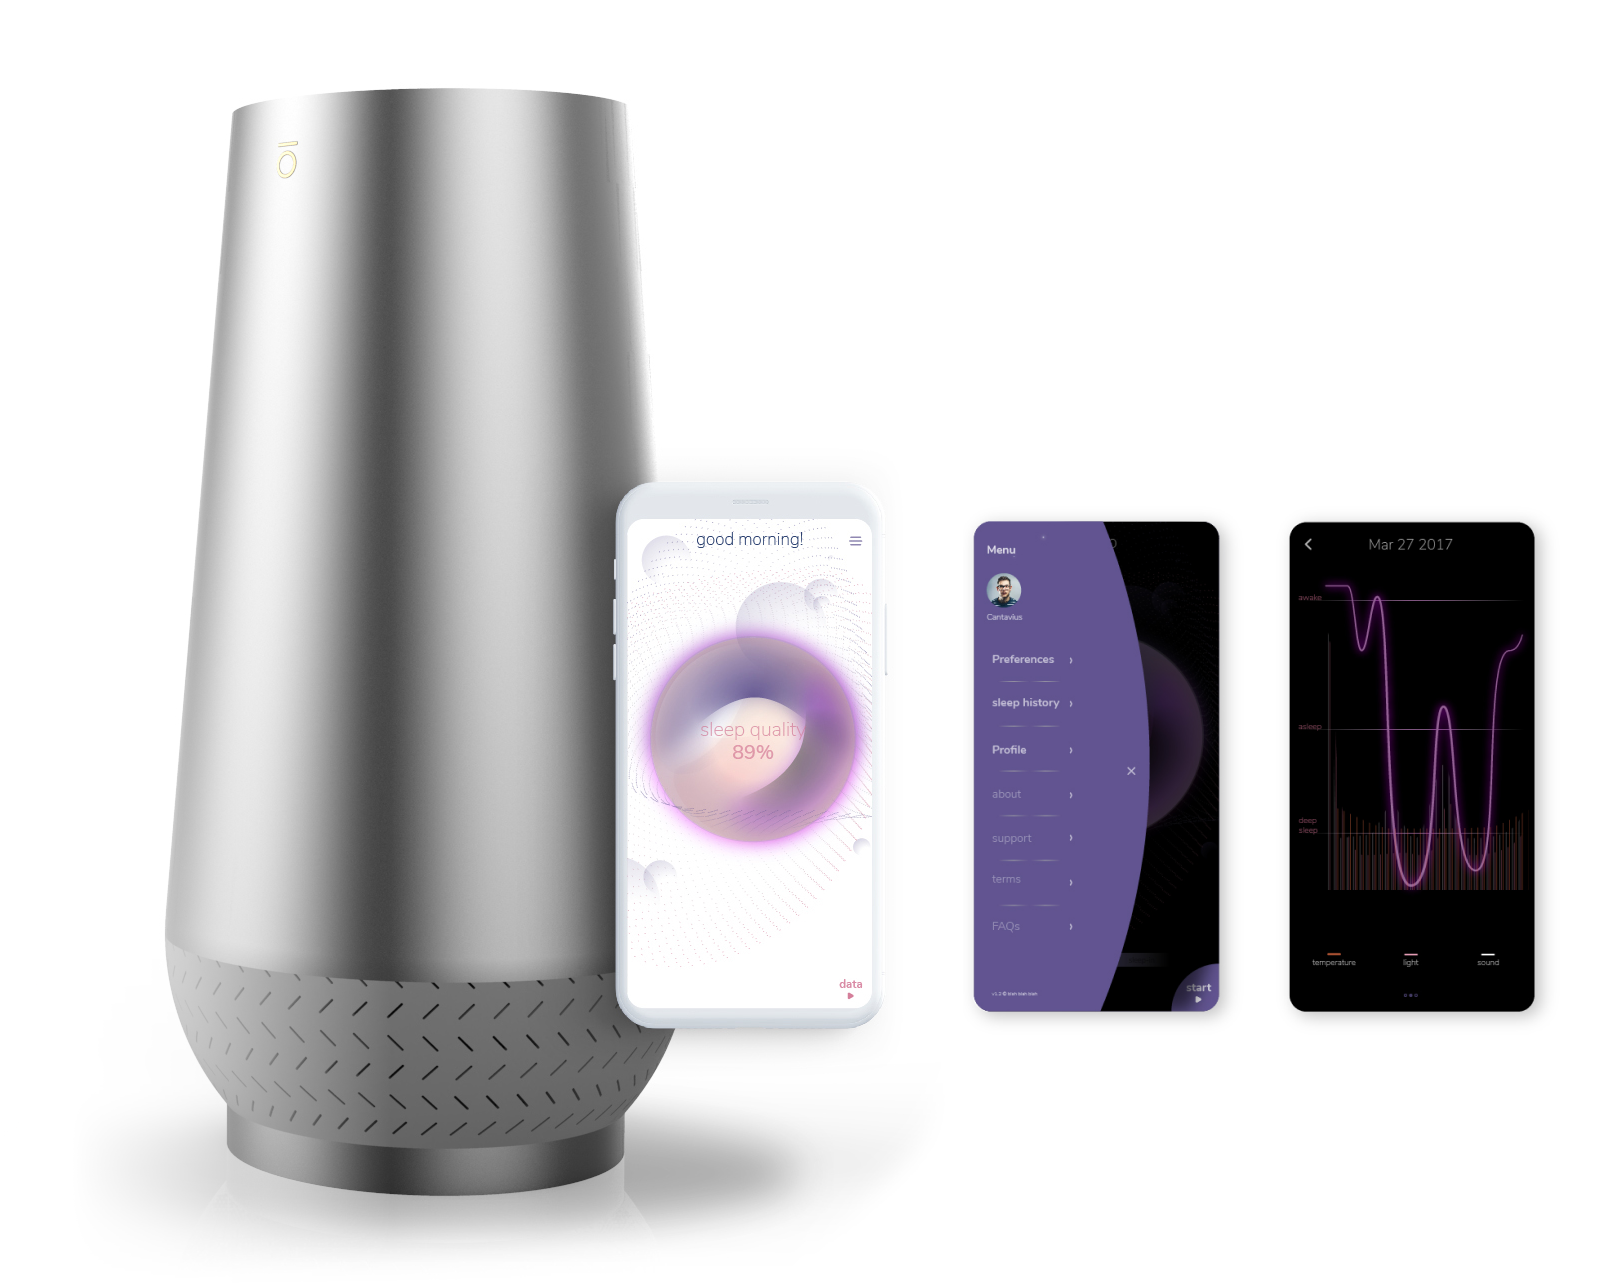 ō
good morning!
sleep quality
89%
data
Menu
Cantavius
Preferences
sleep history
Profile
about
support
terms
FAQs
start
Mar 27 2017
awake
asleep
deep
sleep
temperature
light
sound